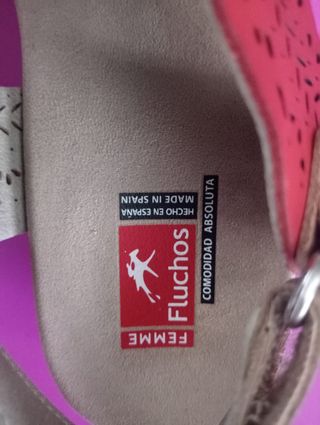 HECHO EN ESPAÑA
MADE IN SPAIN
Fluchos
FEMME
COMODIDAD ABSOLUTA